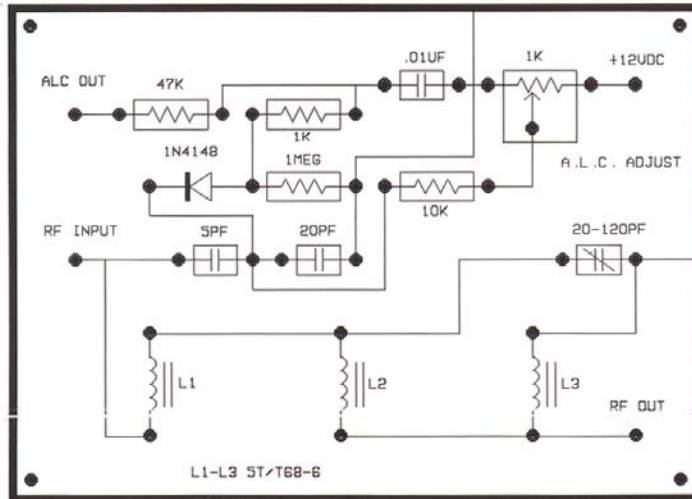 .01UF
1K
+12VDC
ALC OUT
47K
1K
1N4148
1MEG
A.L.C. ADJUST
10K
RF INPUT
5PF
20PF
20-120PF
L1
L2
L3
RF OUT
L1-L3 5T/T68-6